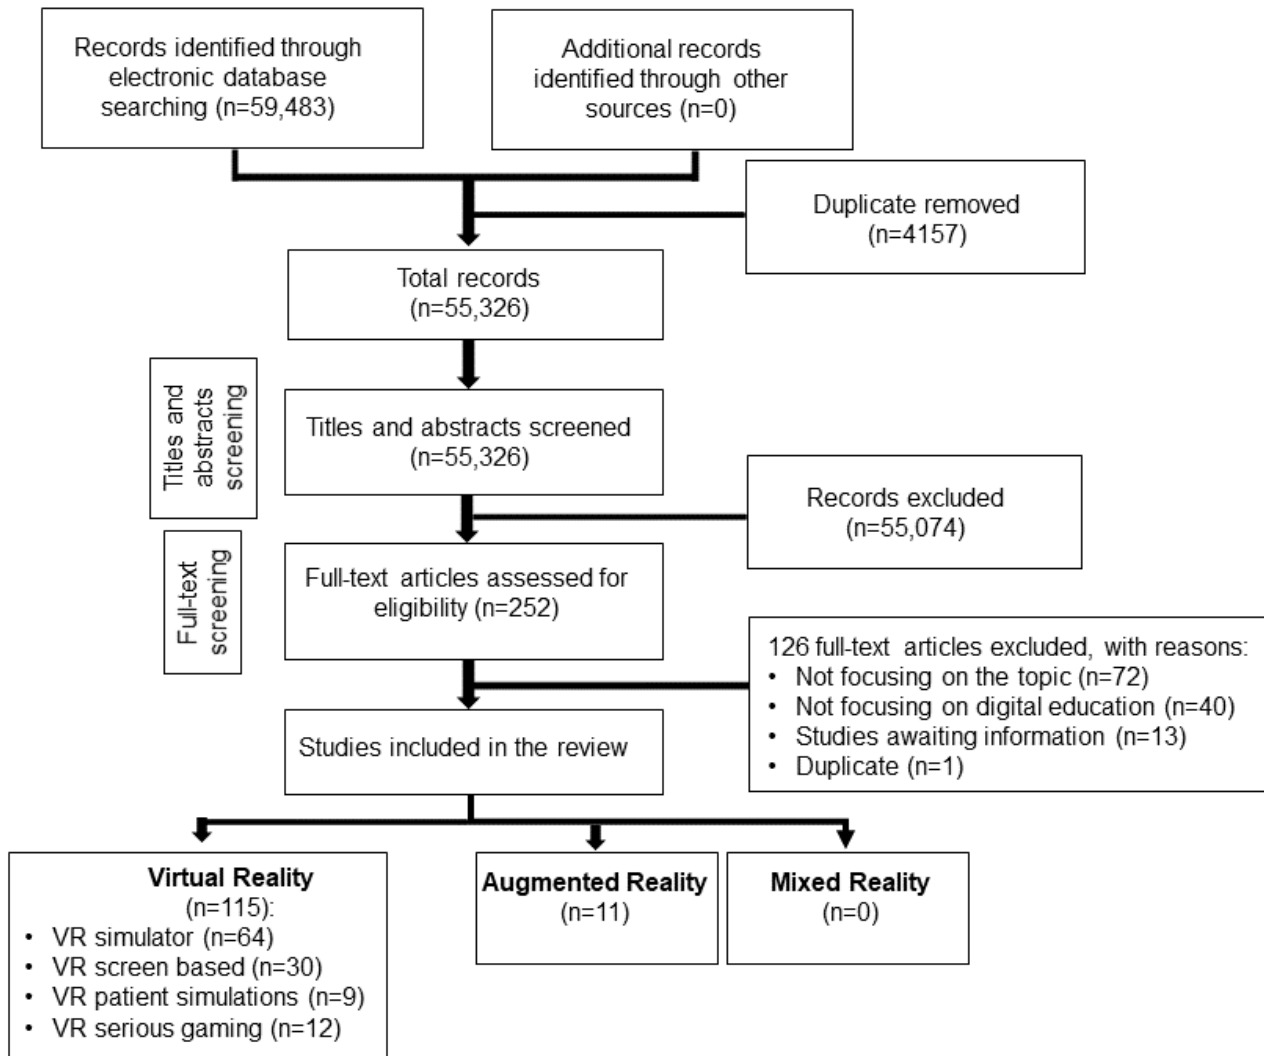 Records identified through
electronic database
searching (n=59,483)
Additional records
identified through other
sources (n=0)
Duplicate removed
(n=4157)
Total records
(n=55,326)
Titles and
abstracts
screening
Titles and abstracts screened
(n=55,326)
Records excluded
(n=55,074)
Full-text
screening
Full-text articles assessed for
eligibility (n=252)
126 full-text articles excluded, with reasons:
• Not focusing on the topic (n=72)
• Not focusing on digital education (n=40)
• Studies awaiting information (n=13)
• Duplicate (n=1)
Studies included in the review
Virtual Reality
(n=115):
• VR simulator (n=64)
• VR screen based (n=30)
• VR patient simulations (n=9)
• VR serious gaming (n=12)
Augmented Reality
(n=11)
Mixed Reality
(n=0)